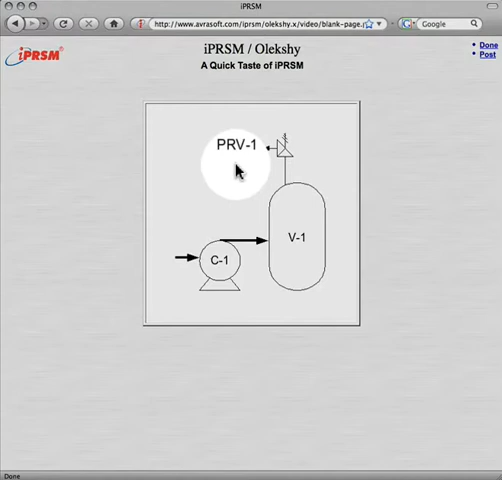 iPRSM
http://www.avrasoft.com/iprsm/olekshy.x/video/blank-page.
Google
iPRSM
iPRSM / Olekshy
A Quick Taste of iPRSM
Done
Post
PRV-1
V-1
C-1
Done